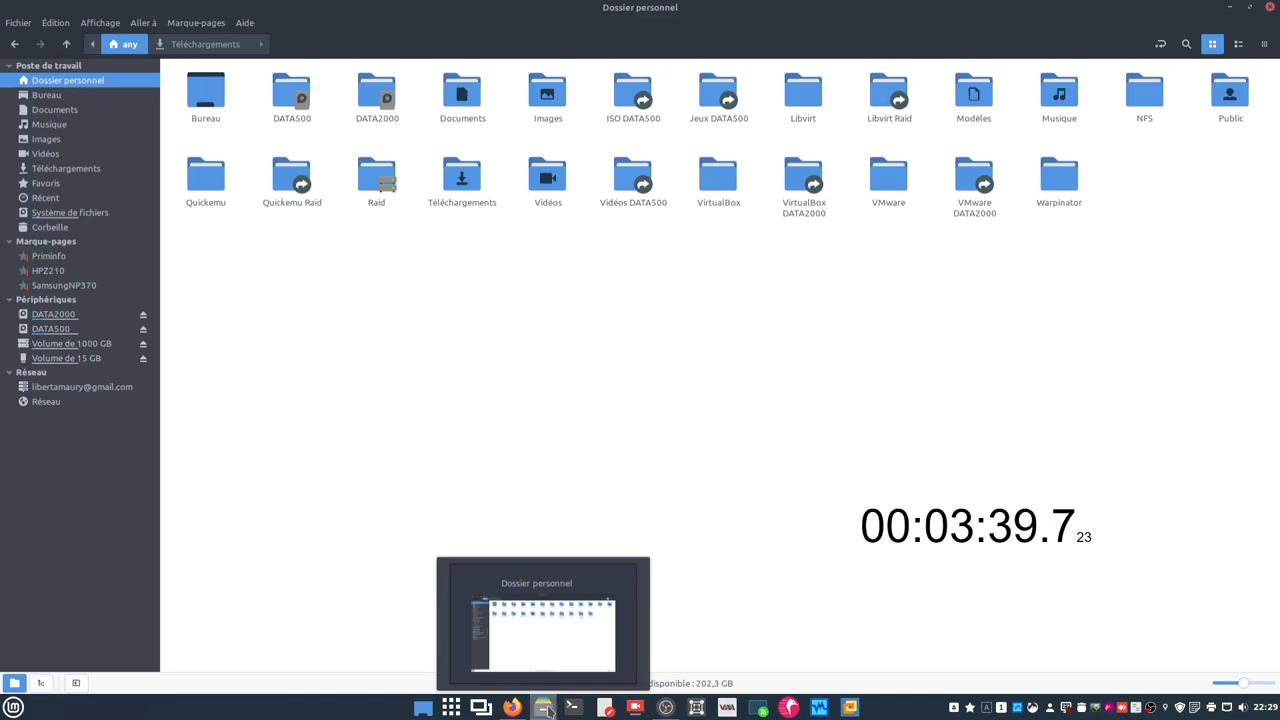 Dossier personnel
Fichier Édition Affichage Aller à Marque-pages Aide
any Téléchargements
Poste de travail
Dossier personnel
Bureau
Documents
Musique
Images
Vidéos
Téléchargements
Favoris
Récent
Système de fichiers
Corbeille
Marque-pages
Priminfo
HPZ210
SamsungNP370
Périphériques
DATA2000
DATA500
Volume de 1000 GB
Volume de 15 GB
Réseau
libertamaury@gmail.com
Réseau
Bureau DATA500 DATA2000 Documents Images ISO DATA500 Jeux DATA500 Libvirt Libvirt Raid Modèles Musique NFS Public
Quickemu Quickemu Raid Raid Téléchargements Vidéos Vidéos DATA500 VirtualBox VirtualBox DATA2000 VMware VMware DATA2000 Warpinator
00:03:39.7 23
Dossier personnel
disponible : 202,3 GB
22:29